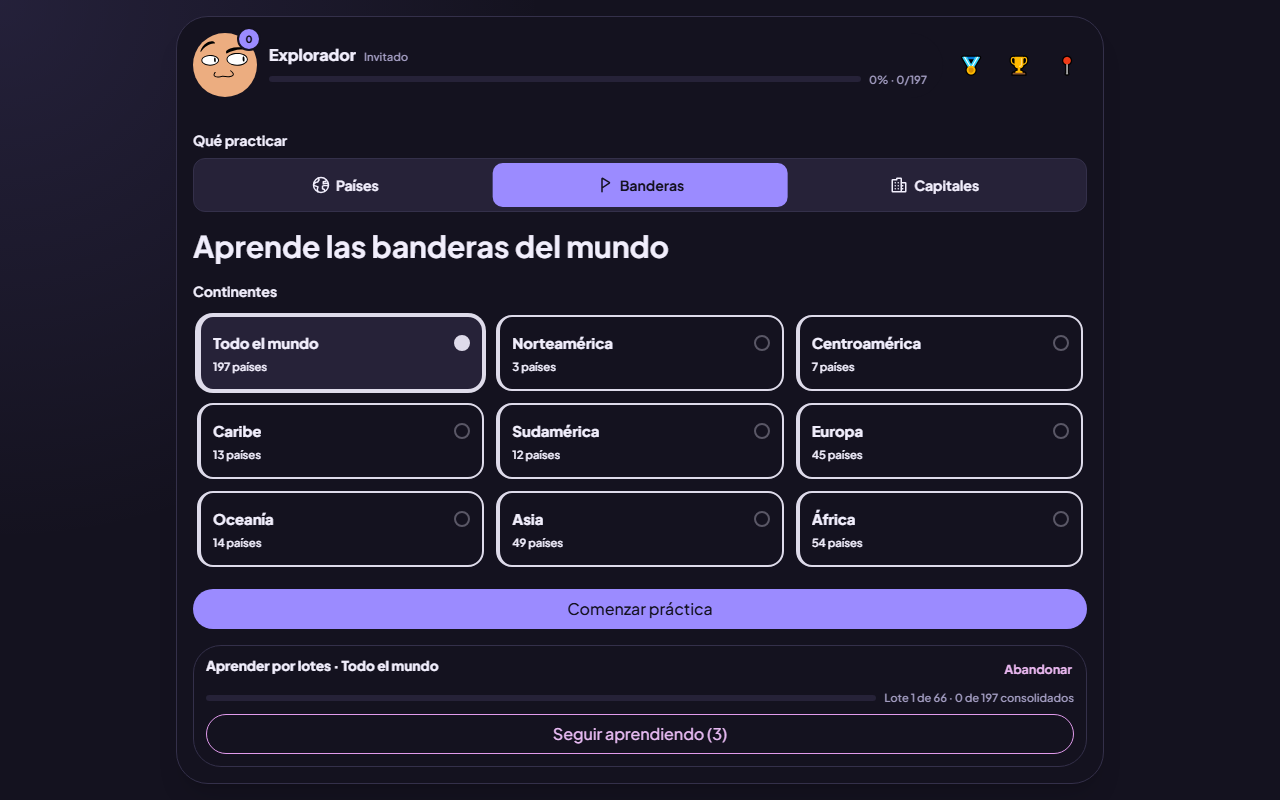 0
Explorador Invitado
0% · 0/197
Qué practicar
Países
Banderas
Capitales
Aprende las banderas del mundo
Continentes
Todo el mundo
197 países
Norteamérica
3 países
Centroamérica
7 países
Caribe
13 países
Sudamérica
12 países
Europa
45 países
Oceanía
14 países
Asia
49 países
África
54 países
Comenzar práctica
Aprender por lotes · Todo el mundo
Abandonar
Lote 1 de 66 · 0 de 197 consolidados
Seguir aprendiendo (3)